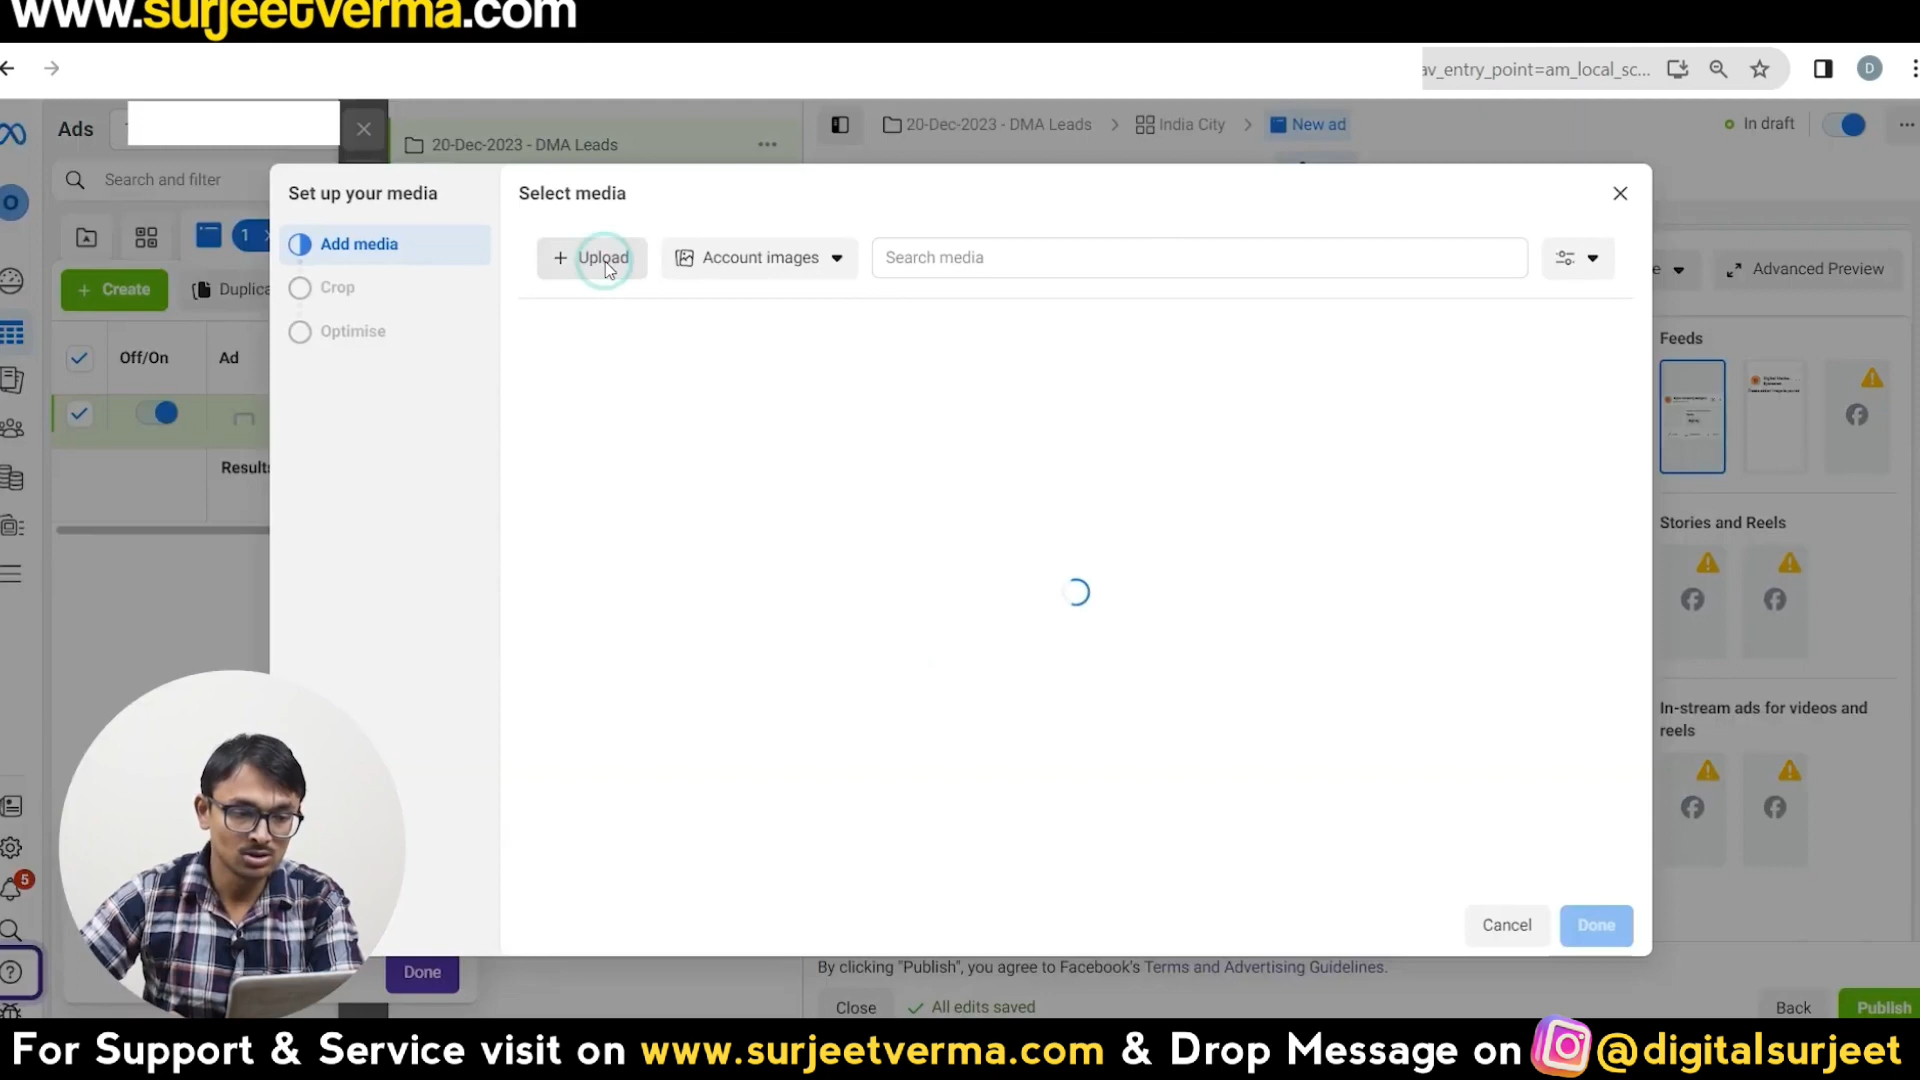 www.surjeetverma.com
av_entry_point=am_local_sc...
D
Ads
20-Dec-2023 - DMA Leads
20-Dec-2023 - DMA Leads
India City
New ad
In draft
Search and filter
Set up your media
Select media
O
1
Add media
Upload
Account images
Search media
Advanced Preview
Crop
Create
Optimise
Feeds
Off/On
Ad
Stories and Reels
In-stream ads for videos and
reels
5
Cancel
Done
Done
By clicking "Publish", you agree to Facebook's Terms and Advertising Guidelines.
Close
All edits saved
Back
Publish
For Support & Service visit on www.surjeetverma.com & Drop Message on @digitalsurjeet